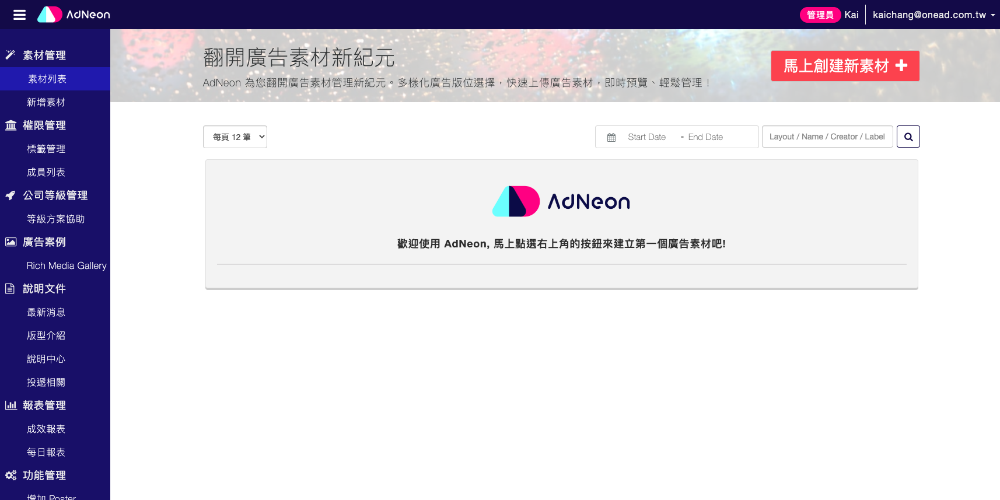 AdNeon
管理員 Kai
kaichang@onead.com.tw
素材管理
素材列表
新增素材
權限管理
標籤管理
成員列表
公司等級管理
等級方案協助
廣告案例
Rich Media Gallery
說明文件
最新消息
版型介紹
說明中心
投遞相關
報表管理
成效報表
每日報表
功能管理
增加 Poster
翻開廣告素材新紀元
AdNeon 為您翻開廣告素材管理新紀元。多樣化廣告版位選擇，快速上傳廣告素材，即時預覽、輕鬆管理！
馬上創建新素材
每頁 12 筆
Start Date - End Date
Layout / Name / Creator / Label
AdNeon
歡迎使用 AdNeon, 馬上點選右上角的按鈕來建立第一個廣告素材吧!